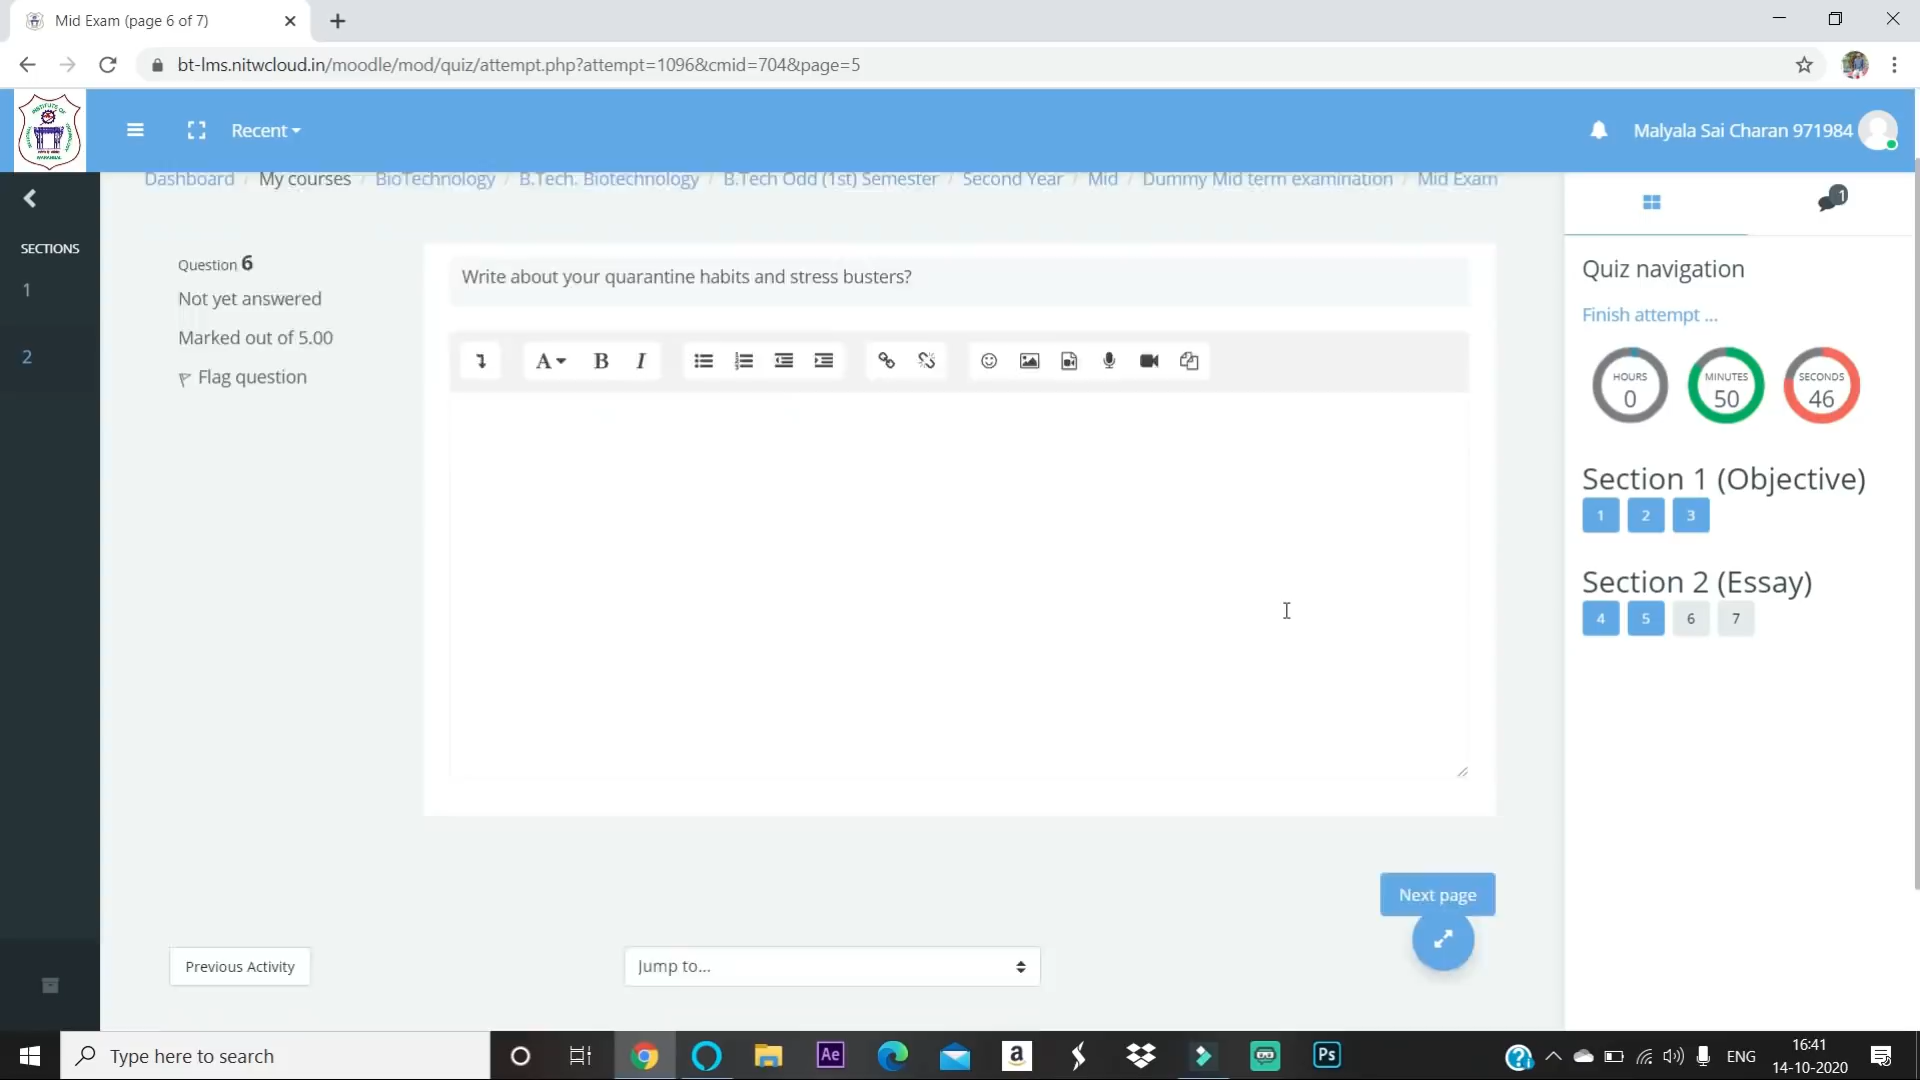 Mid Exam (page 6 of 7)
bt-lms.nitwcloud.in/moodle/mod/quiz/attempt.php?attempt=1096&cmid=704&page=5
Recent
Malyala Sai Charan 971984
Dashboard / My courses / BioTechnology / B.Tech. Biotechnology / B.Tech Odd (1st) Semester / Second Year / Mid / Dummy Mid term examination / Mid Exam
1
SECTIONS
1
2
Question 6
Not yet answered
Marked out of 5.00
Flag question
Write about your quarantine habits and stress busters?
A B I
Quiz navigation
Finish attempt ...
HOURS
0
MINUTES
50
SECONDS
46
Section 1 (Objective)
1 2 3
Section 2 (Essay)
4 5 6 7
Next page
Previous Activity
Jump to...
Type here to search
Ae
a
Ps
ENG
16:41
14-10-2020